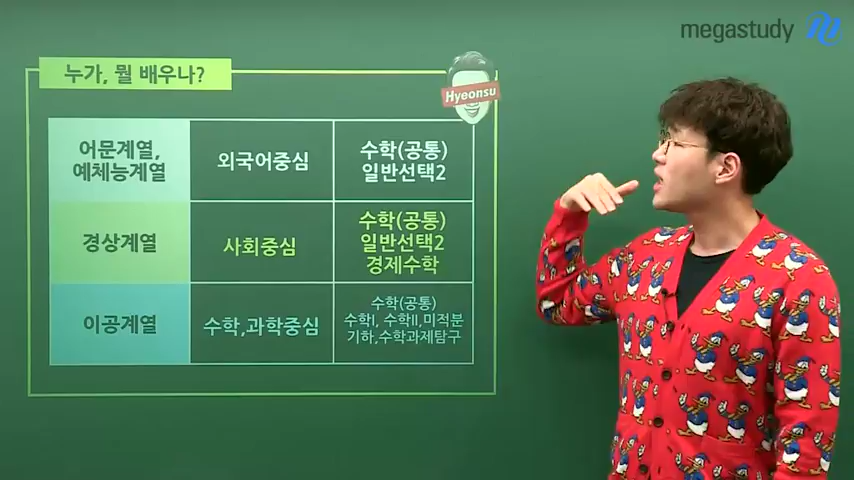 megastudy
누가, 뭘 배우나?
Hyeonsu
어문계열,
예체능계열
외국어중심
수학(공통)
일반선택2
경상계열
사회중심
수학(공통)
일반선택2
경제수학
이공계열
수학,과학중심
수학(공통)
수학I, 수학II,미적분
기하,수학과제탐구